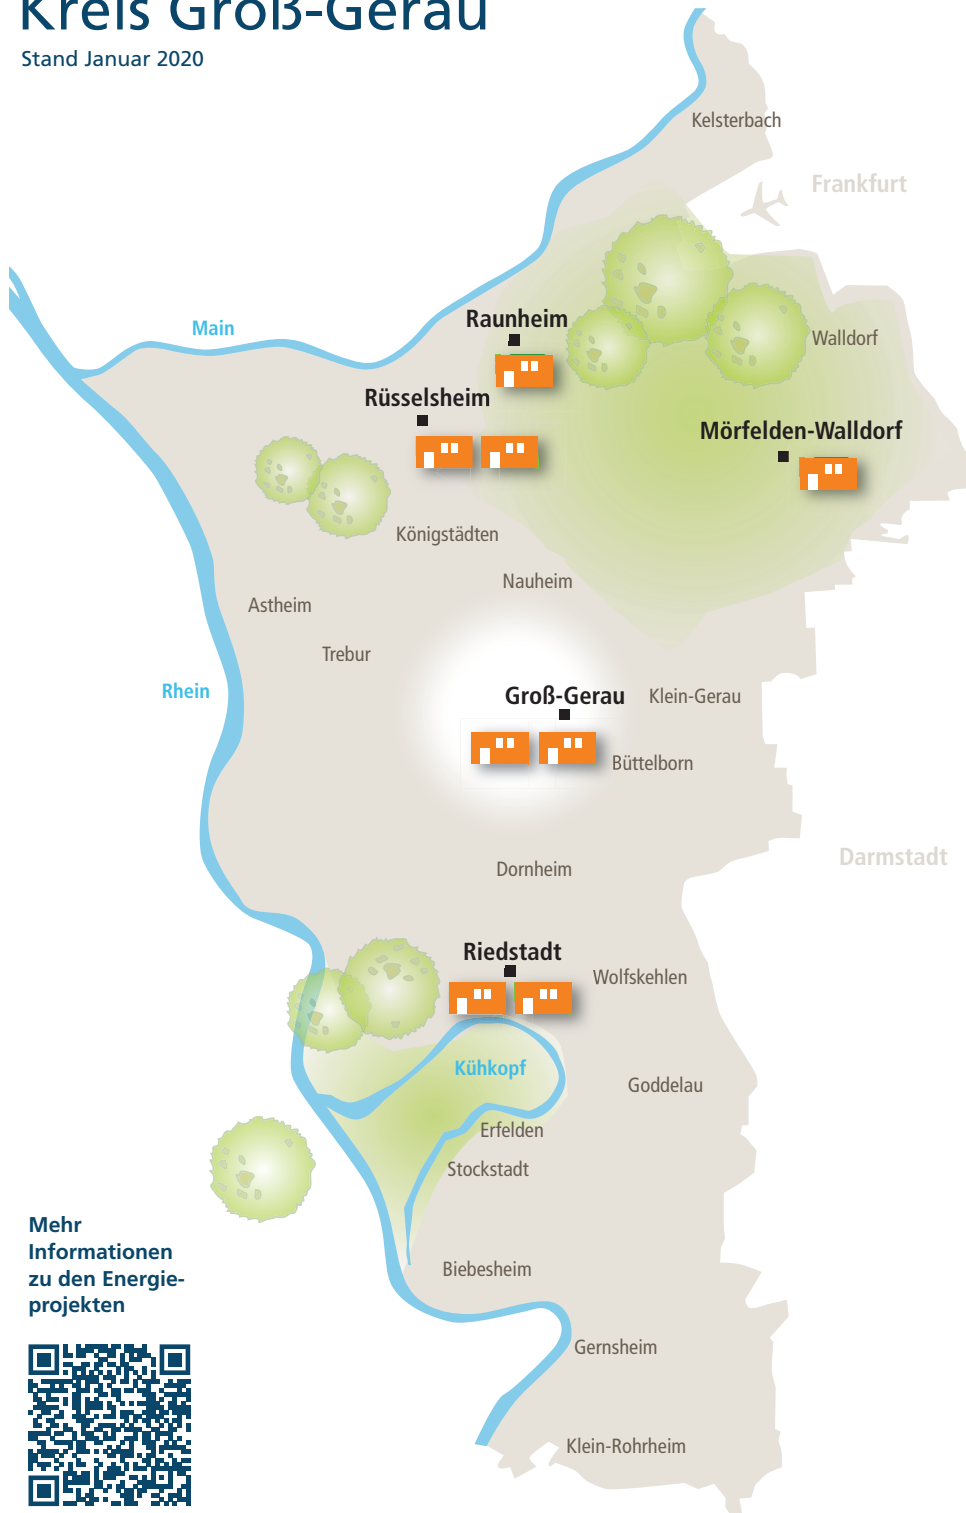 Kreis Groß-Gerau
Stand Januar 2020
Kelsterbach
Frankfurt
Main
Raunheim
Walldorf
Rüsselsheim
Mörfelden-Walldorf
Königstädten
Nauheim
Astheim
Trebur
Rhein
Groß-Gerau
Klein-Gerau
Büttelborn
Darmstadt
Dornheim
Riedstadt
Wolfskehlen
Kühkopf
Goddelau
Erfelden
Stockstadt
Mehr
Informationen
zu den Energie-
projekten
Biebesheim
Gernsheim
Klein-Rohrheim